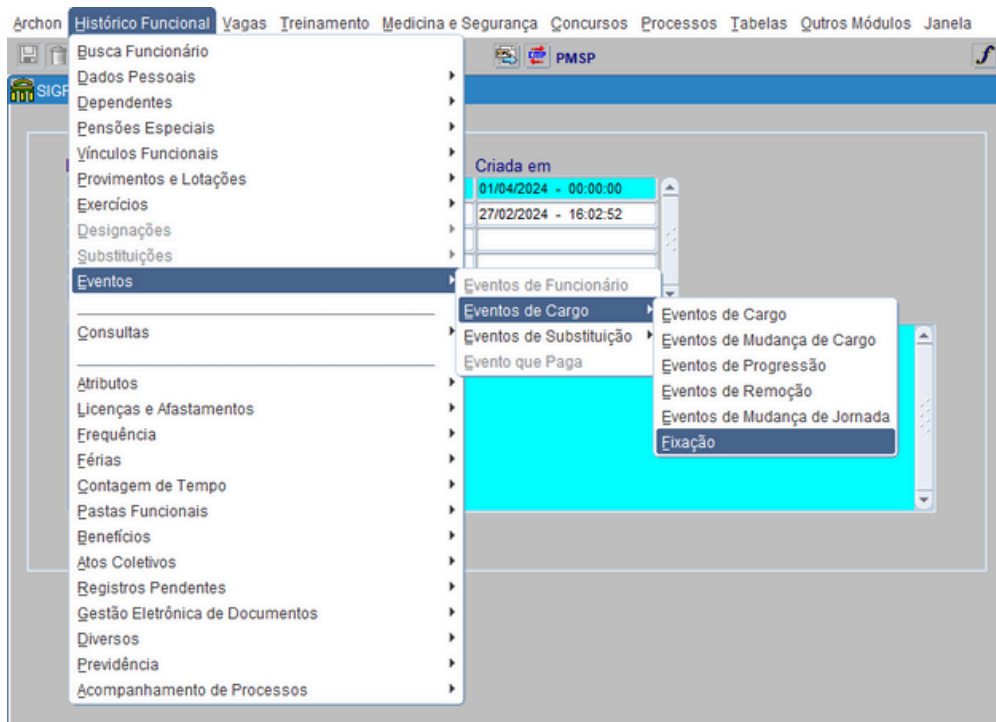 Archon Histórico Funcional Vagas Treinamento Medicina e Segurança Concursos Processos Tabelas Outros Módulos Janela
PMSP
SIGP
Busca Funcionário
Dados Pessoais
Dependentes
Pensões Especiais
Vínculos Funcionais
Provimentos e Lotações
Exercícios
Designações
Substituições
Eventos
Consultas
Atributos
Licenças e Afastamentos
Frequência
Férias
Contagem de Tempo
Pastas Funcionais
Benefícios
Atos Coletivos
Registros Pendentes
Gestão Eletrônica de Documentos
Diversos
Previdência
Acompanhamento de Processos
Criada em
01/04/2024 - 00:00:00
27/02/2024 - 16:02:52
Eventos de Funcionário
Eventos de Cargo
Eventos de Substituição
Evento que Paga
Eventos de Cargo
Eventos de Mudança de Cargo
Eventos de Progressão
Eventos de Remoção
Eventos de Mudança de Jornada
Fixação